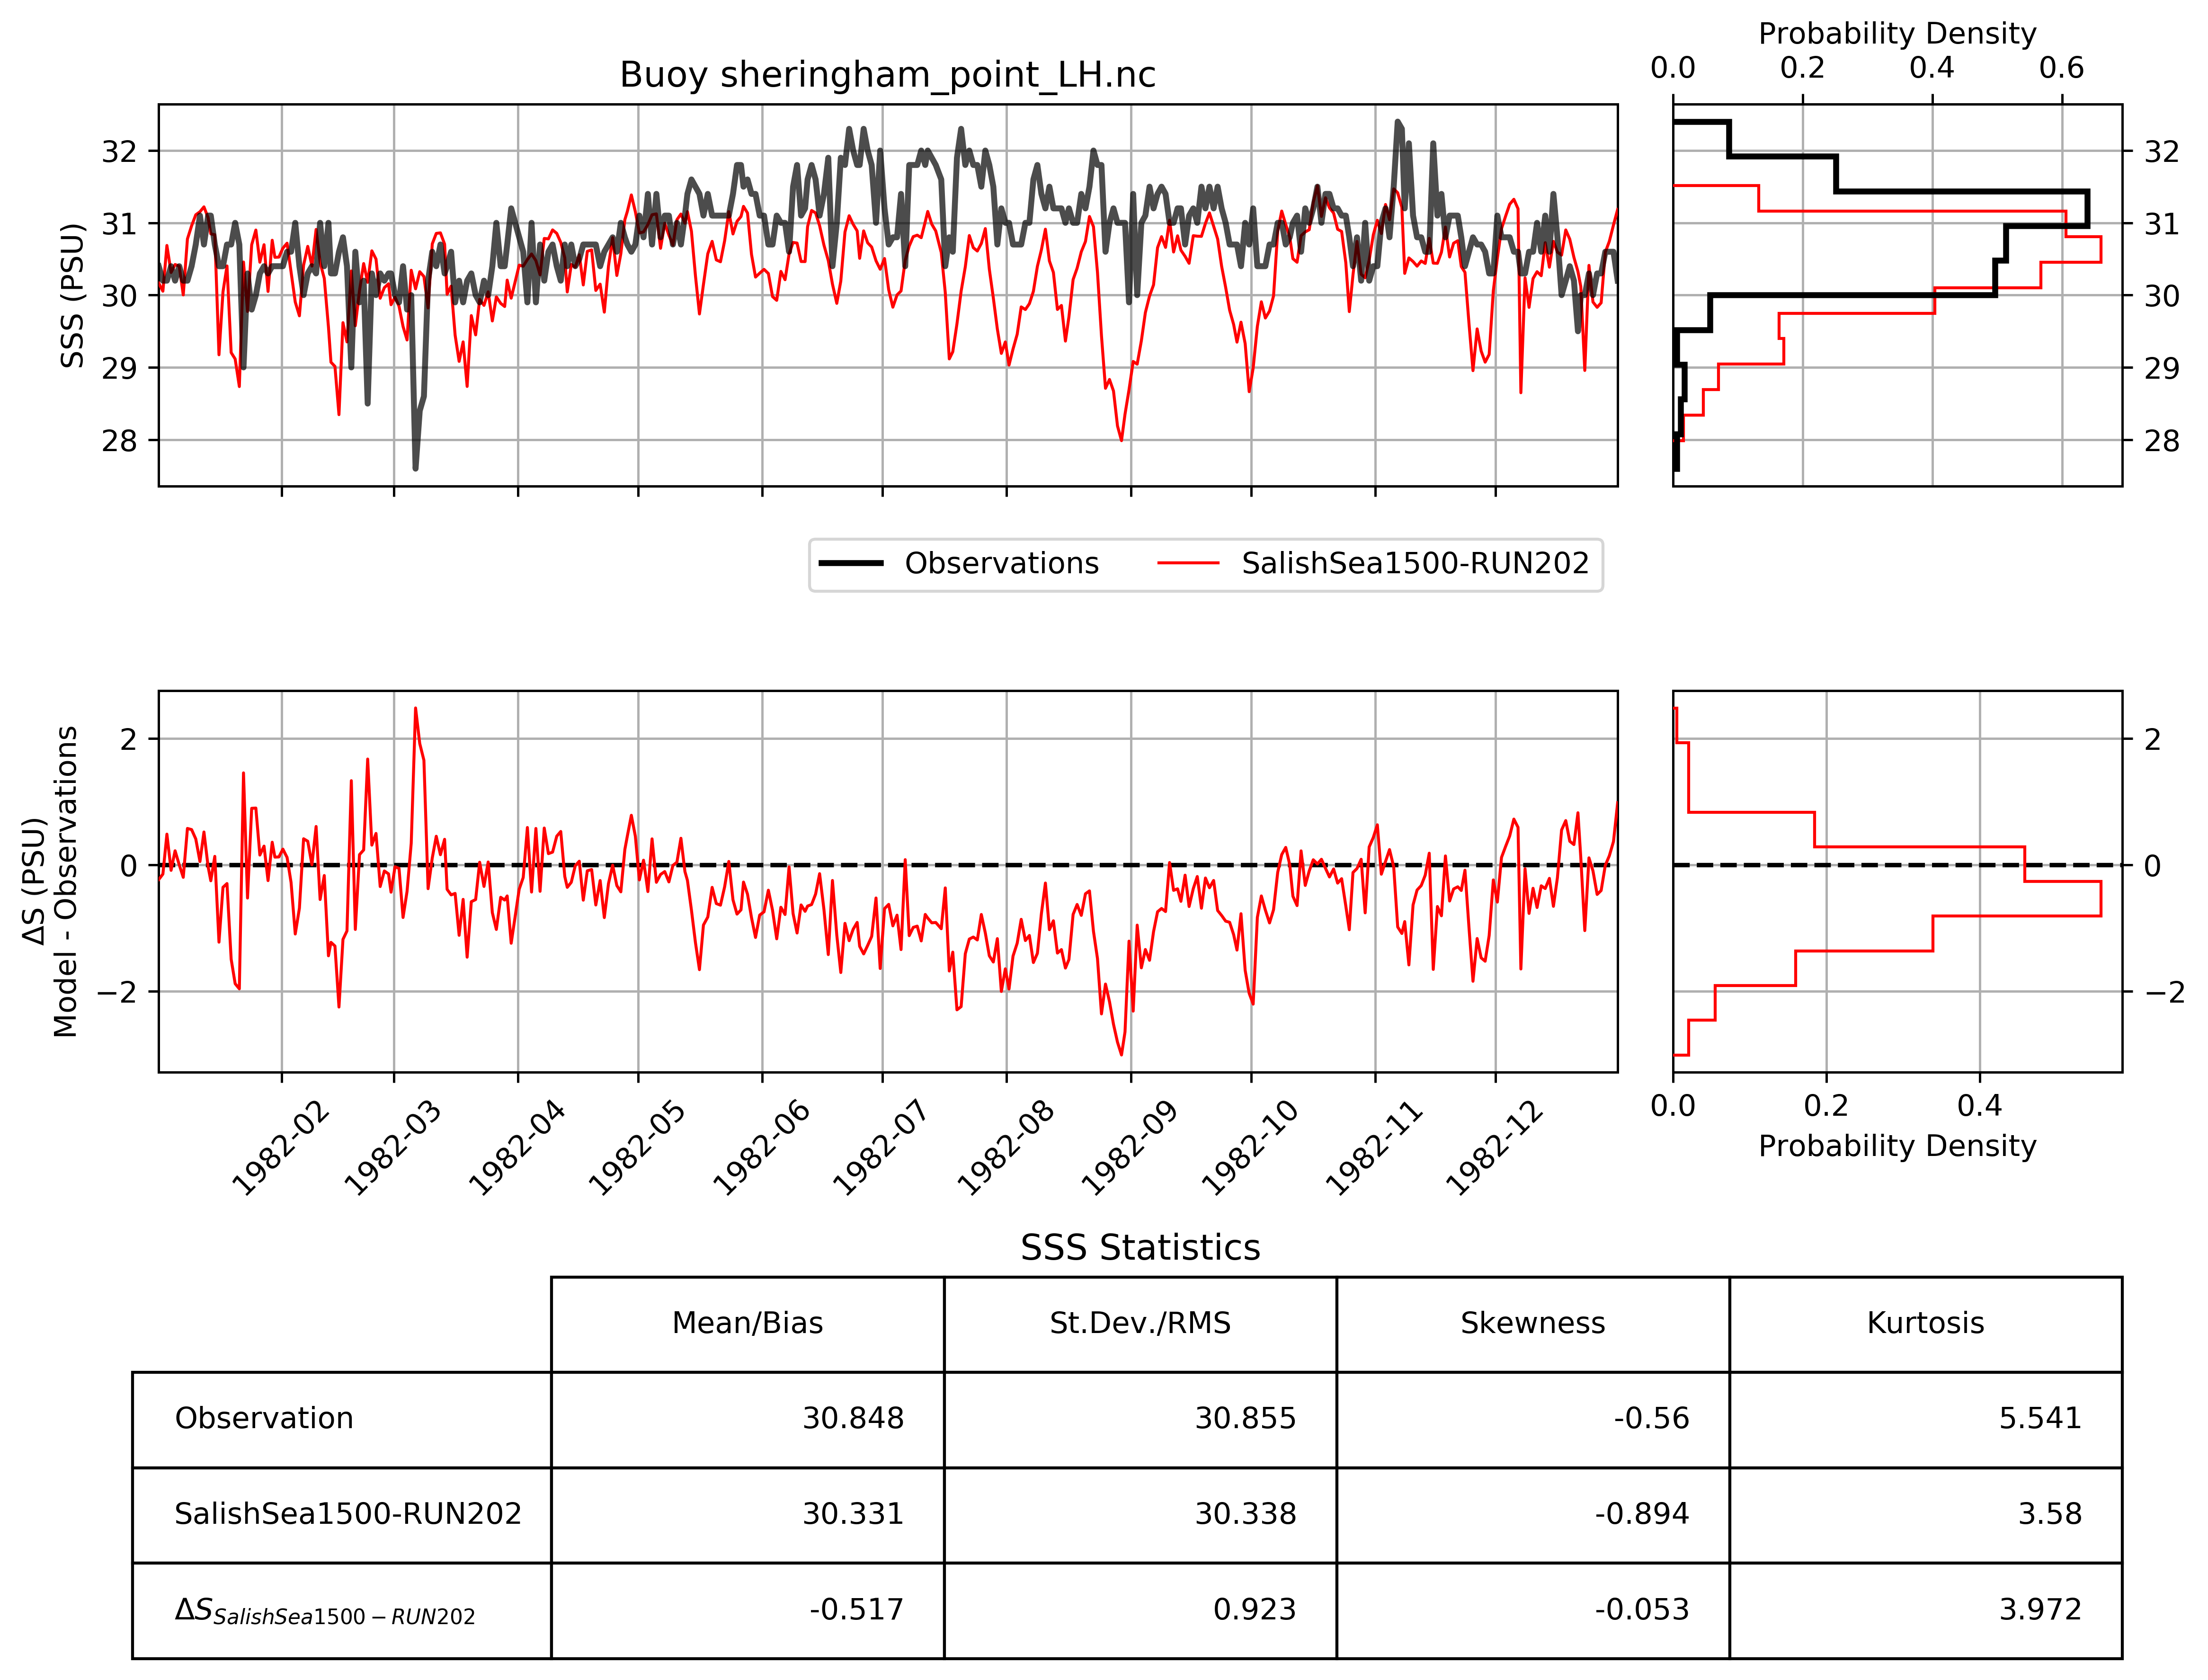 Probability Density
0.0 0.2 0.4 0.6
Buoy sheringham_point_LH.nc
SSS (PSU)
32
31
30
29
28
32
31
30
29
28
Observations SalishSea1500-RUN202
ΔS (PSU)
Model - Observations
2
0
−2
2
0
−2
1982-02 1982-03 1982-04 1982-05 1982-06 1982-07 1982-08 1982-09 1982-10 1982-11 1982-12
0.0 0.2 0.4
Probability Density
SSS Statistics
Mean/Bias St.Dev./RMS Skewness Kurtosis
Observation 30.848 30.855 -0.56 5.541
SalishSea1500-RUN202 30.331 30.338 -0.894 3.58
ΔS SalishSea1500−RUN202 -0.517 0.923 -0.053 3.972